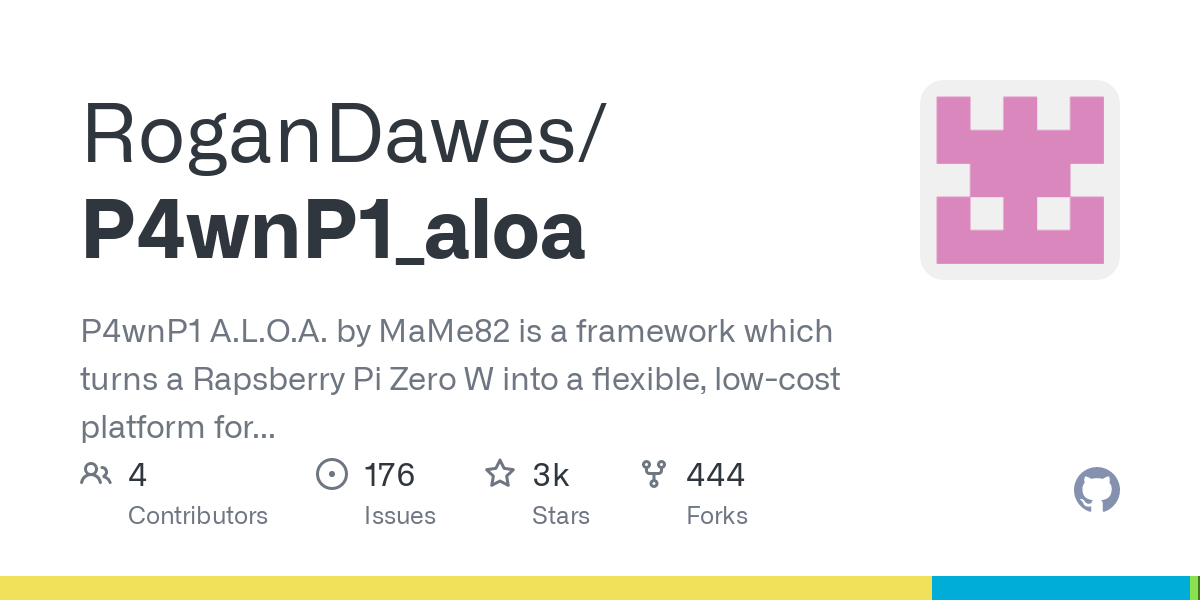 RoganDawes/
P4wnP1_aloa
P4wnP1 A.L.O.A. by MaMe82 is a framework which
turns a Rapsberry Pi Zero W into a flexible, low-cost
platform for...
4 176 3k 444
Contributors Issues Stars Forks